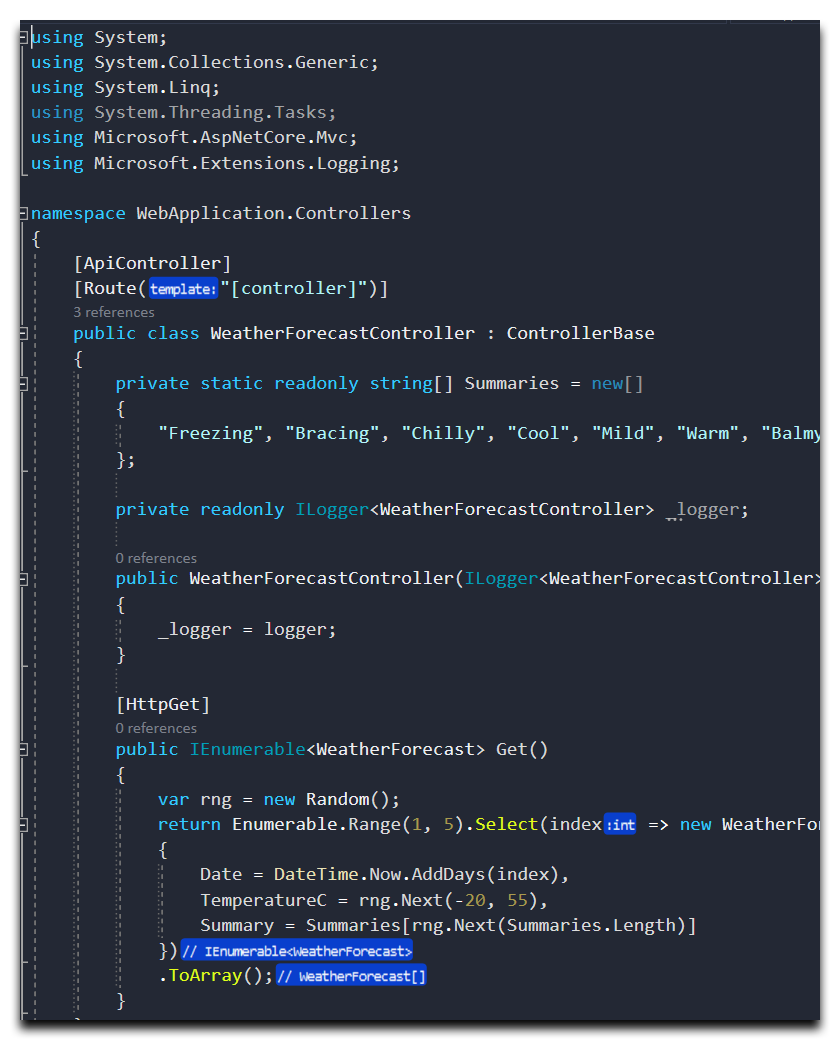 using System;
using System.Collections.Generic;
using System.Linq;
using System.Threading.Tasks;
using Microsoft.AspNetCore.Mvc;
using Microsoft.Extensions.Logging;
namespace WebApplication.Controllers
{
[ApiController]
[Route(template:"[controller]")]
3 references
public class WeatherForecastController : ControllerBase
{
private static readonly string[] Summaries = new[]
{
"Freezing", "Bracing", "Chilly", "Cool", "Mild", "Warm", "Balmy
};
private readonly ILogger<WeatherForecastController> _logger;
0 references
public WeatherForecastController(ILogger<WeatherForecastController>
{
_logger = logger;
}
[HttpGet]
0 references
public IEnumerable<WeatherForecast> Get()
{
var rng = new Random();
return Enumerable.Range(1, 5).Select(index:int => new WeatherFo
{
Date = DateTime.Now.AddDays(index),
TemperatureC = rng.Next(-20, 55),
Summary = Summaries[rng.Next(Summaries.Length)]
})// IEnumerable<WeatherForecast>
.ToArray();// WeatherForecast[]
}